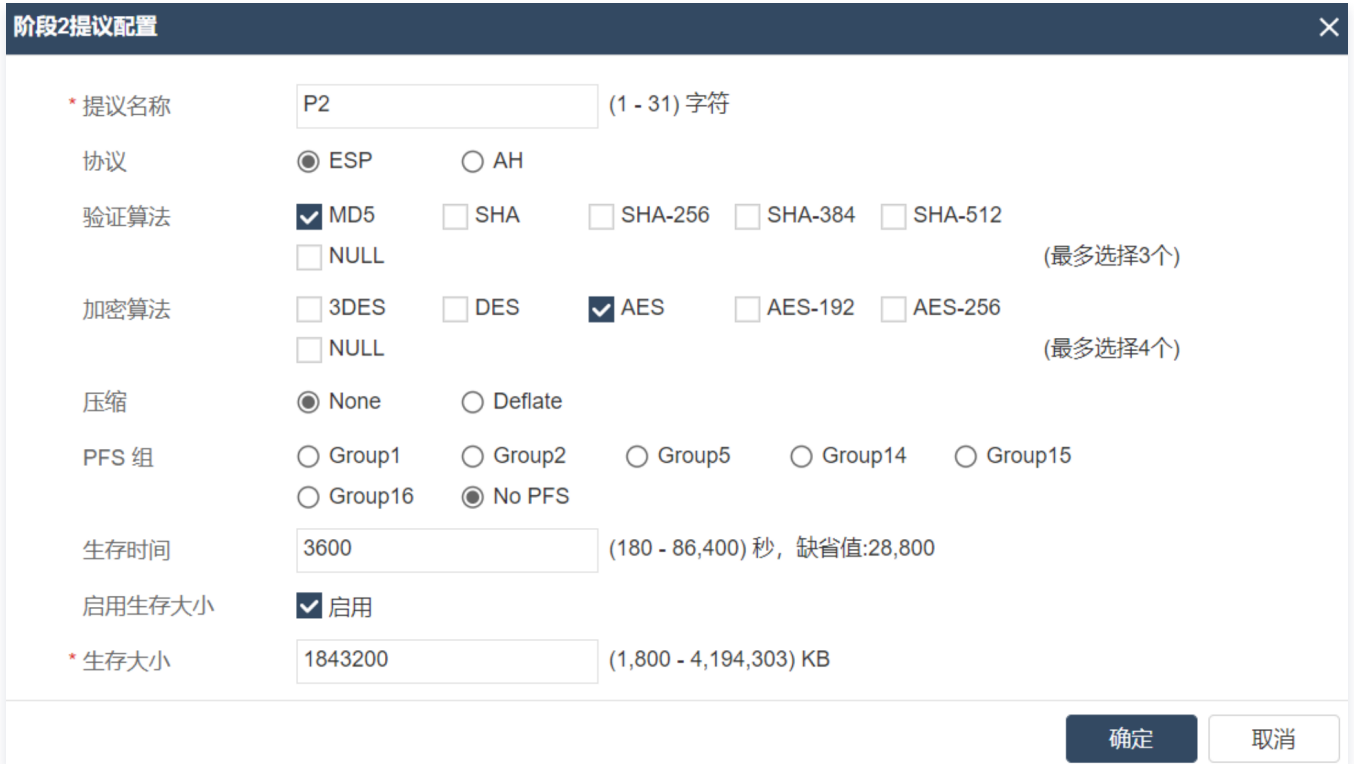 阶段2提议配置
* 提议名称 P2 (1 - 31) 字符
协议 ESP AH
验证算法 MD5 SHA SHA-256 SHA-384 SHA-512
NULL (最多选择3个)
加密算法 3DES DES AES AES-192 AES-256
NULL (最多选择4个)
压缩 None Deflate
PFS 组 Group1 Group2 Group5 Group14 Group15
Group16 No PFS
生存时间 3600 (180 - 86,400) 秒，缺省值:28,800
启用生存大小 启用
* 生存大小 1843200 (1,800 - 4,194,303) KB
确定 取消